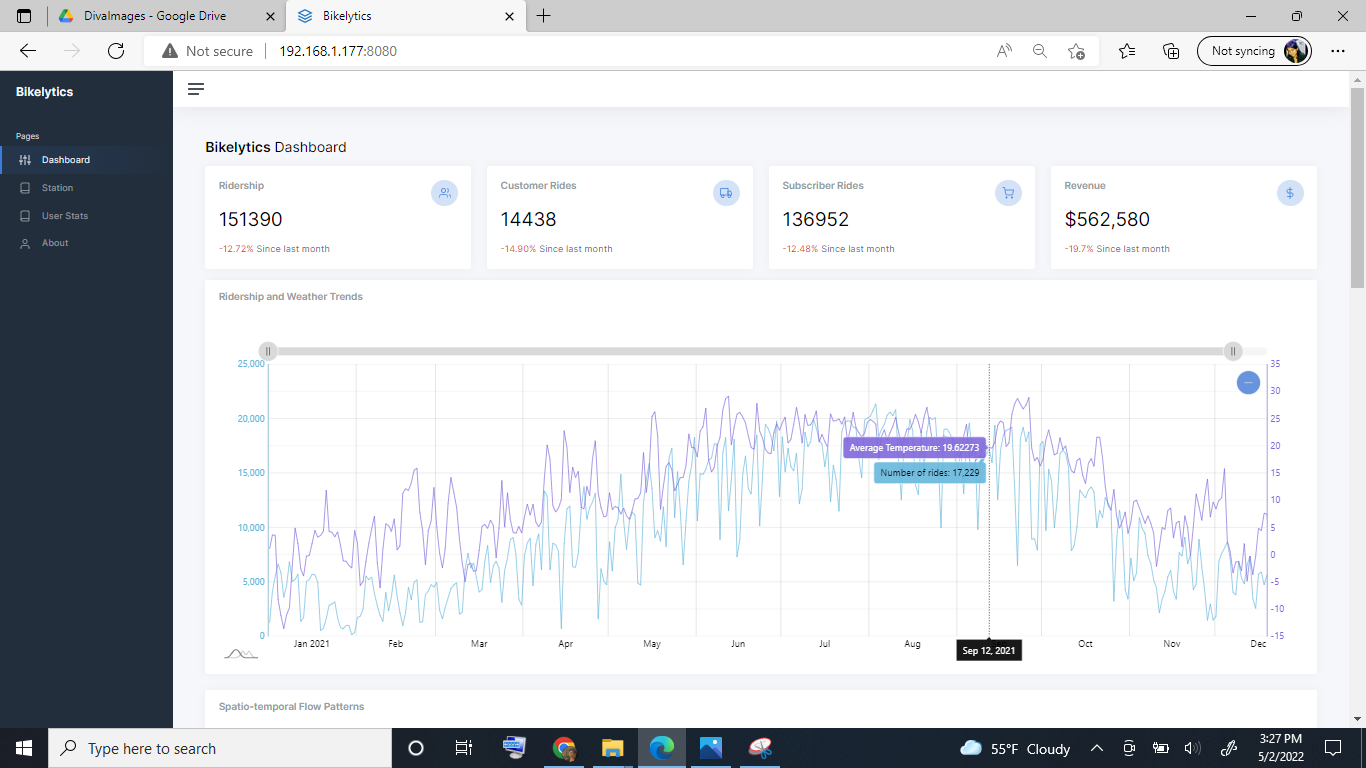 DivaImages - Google Drive
Bikelytics
Not secure
192.168.1.177:8080
Not syncing
Bikelytics
Pages
Dashboard
Station
User Stats
About
Bikelytics Dashboard
Ridership
151390
-12.72% Since last month
Customer Rides
14438
-14.90% Since last month
Subscriber Rides
136952
-12.48% Since last month
Revenue
$562,580
-19.7% Since last month
Ridership and Weather Trends
25,000
20,000
15,000
10,000
5,000
0
35
30
25
20
15
10
5
0
-5
-10
-15
Average Temperature: 19.62273
Number of rides: 17,229
Jan 2021 Feb Mar Apr May Jun Jul Aug Oct Nov Dec
Sep 12, 2021
Spatio-temporal Flow Patterns
Type here to search
55°F Cloudy
3:27 PM
5/2/2022